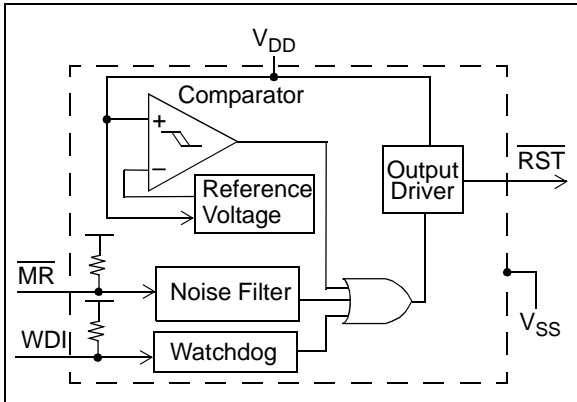 VDD
Comparator
+
−
Reference
Voltage
Output
Driver
RST
MR
Noise Filter
WDI
Watchdog
VSS